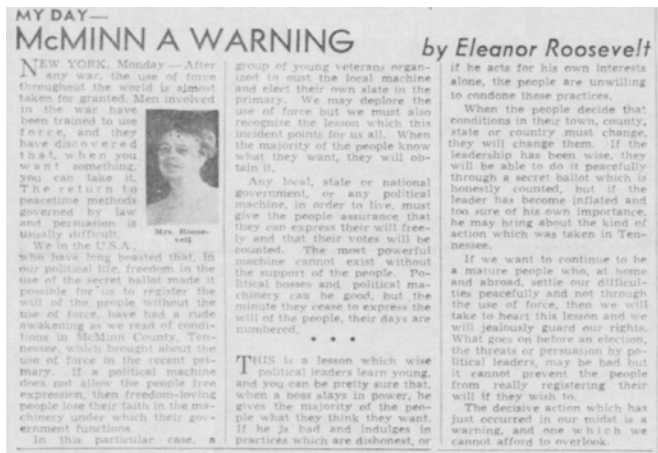 MY DAY—
McMINN A WARNING
by Eleanor Roosevelt
NEW YORK, Monday—After
any war, the use of force
throughout the world is almost
taken for granted. Men involved
in the war have
been trained to use
force, and they
have discovered
that, when you
want something,
you can take it.
The return to
peacetime methods
governed by law
and persuasion is
usually difficult.
Mrs. Roose-
velt
We in the U.S.A.,
who have long boasted that, in
our political life, freedom in the
use of the secret ballot made it
possible for us to register the
will of the people without the
use of force, have had a rude
awakening as we read of condi-
tions in McMinn County, Ten-
nessee, which brought about the
use of force in the recent pri-
mary. If a political machine
does not allow the people free
expression, then freedom-loving
people lose their faith in the ma-
chinery under which their gov-
ernment functions.
In this particular case, a
group of young veterans organ-
ized to oust the local machine
and elect their own slate in the
primary. We may deplore the
use of force but we must also
recognize the lesson which this
incident points for us all. When
the majority of the people know
what they want, they will ob-
tain it.
Any local, state or national
government, or any political
machine, in order to live, must
give the people assurance that
they can express their will free-
ly and that their votes will be
counted. The most powerful
machine cannot exist without
the support of the people. Po-
litical bosses and political ma-
chinery can be good, but the
minute they cease to express the
will of the people, their days are
numbered.
• • •
THIS is a lesson which wise
political leaders learn young,
and you can be pretty sure that,
when a boss stays in power, he
gives the majority of the peo-
ple what they think they want.
If he is bad and indulges in
practices which are dishonest, or
if he acts for his own interests
alone, the people are unwilling
to condone these practices.
When the people decide that
conditions in their town, county,
state or country must change,
they will change them. If the
leadership has been wise, they
will be able to do it peacefully
through a secret ballot which is
honestly counted, but if the
leader has become inflated and
too sure of his own importance,
he may bring about the kind of
action which was taken in Ten-
nessee.
If we want to continue to be
a mature people who, at home
and abroad, settle our difficul-
ties peacefully and not through
the use of force, then we will
take to heart this lesson and we
will jealously guard our rights.
What goes on before an election,
the threats or persuasion by po-
litical leaders, may be bad but
it cannot prevent the people
from really registering their
will if they wish to.
The decisive action which has
just occurred in our midst is a
warning, and one which we
cannot afford to overlook.